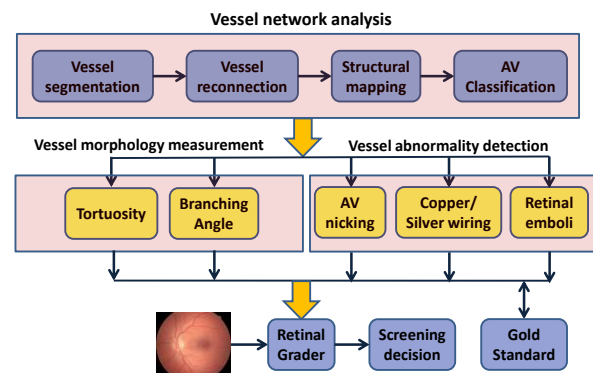 Vessel network analysis
Vessel
segmentation
Vessel
reconnection
Structural
mapping
AV
Classification
Vessel morphology measurement
Vessel abnormality detection
Tortuosity
Branching
Angle
AV
nicking
Copper/
Silver wiring
Retinal
emboli
Retinal
Grader
Screening
decision
Gold
Standard